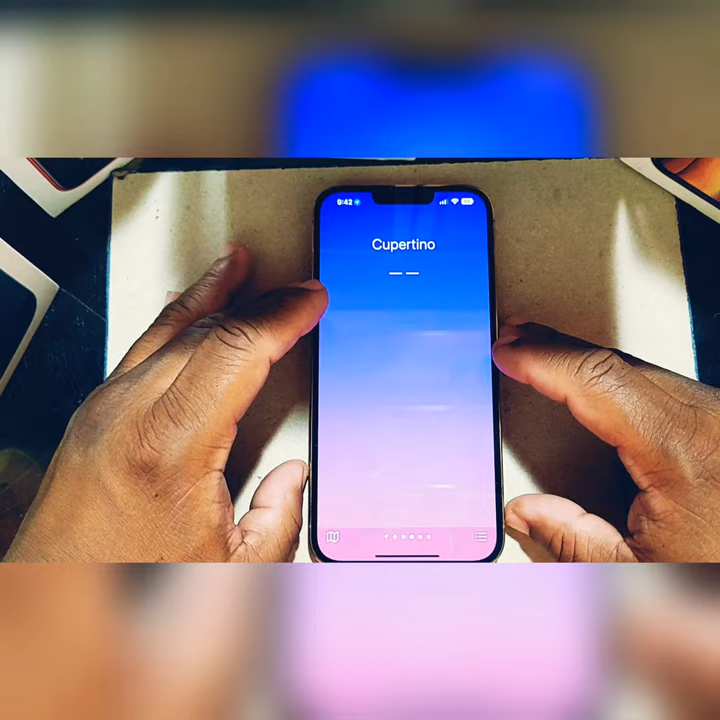 9:42
Cupertino
— —